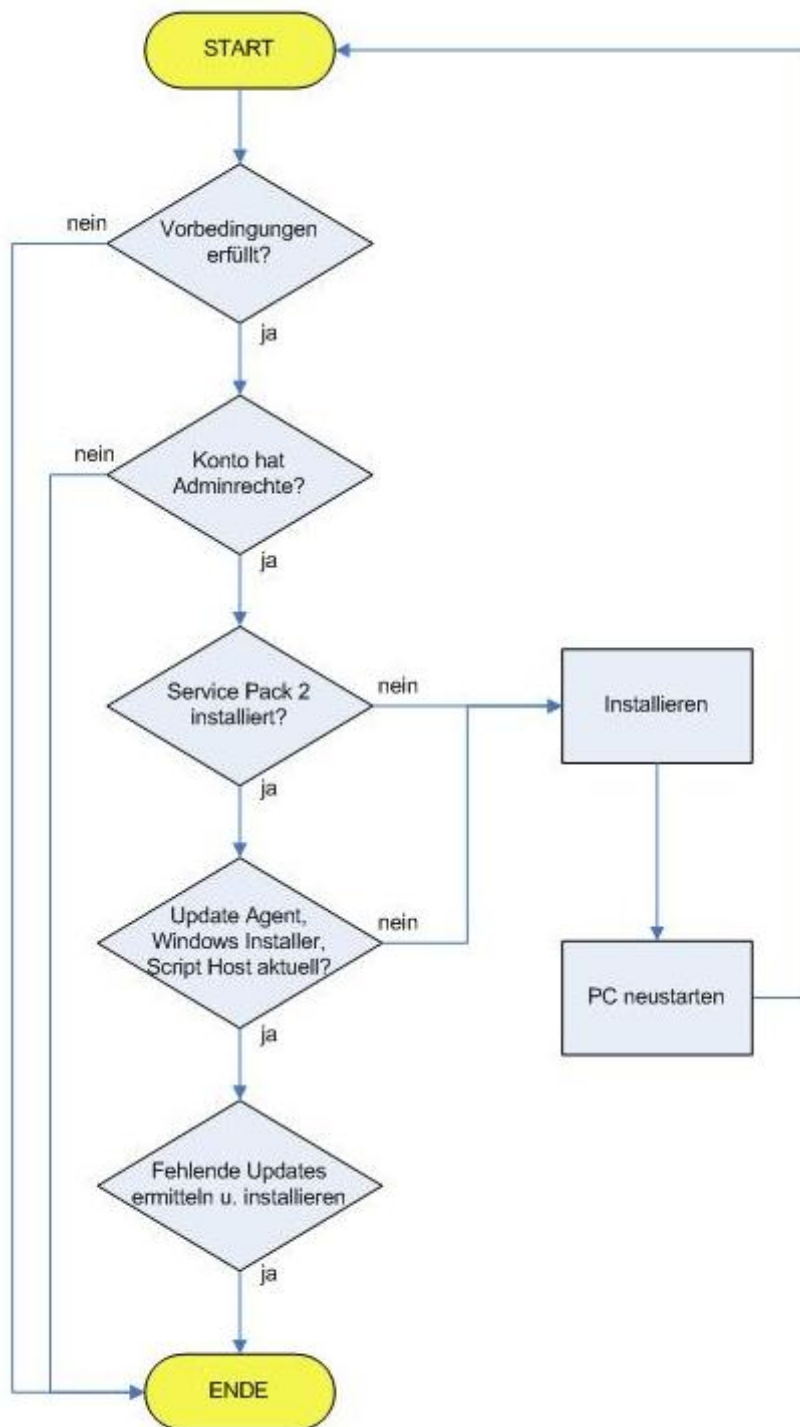 START
nein
Vorbedingungen
erfüllt?
ja
nein
Konto hat
Adminrechte?
ja
Service Pack 2
installiert?
nein
Installieren
ja
Update Agent,
Windows Installer,
Script Host aktuell?
nein
PC neustarten
ja
Fehlende Updates
ermitteln u. installieren
ja
ENDE